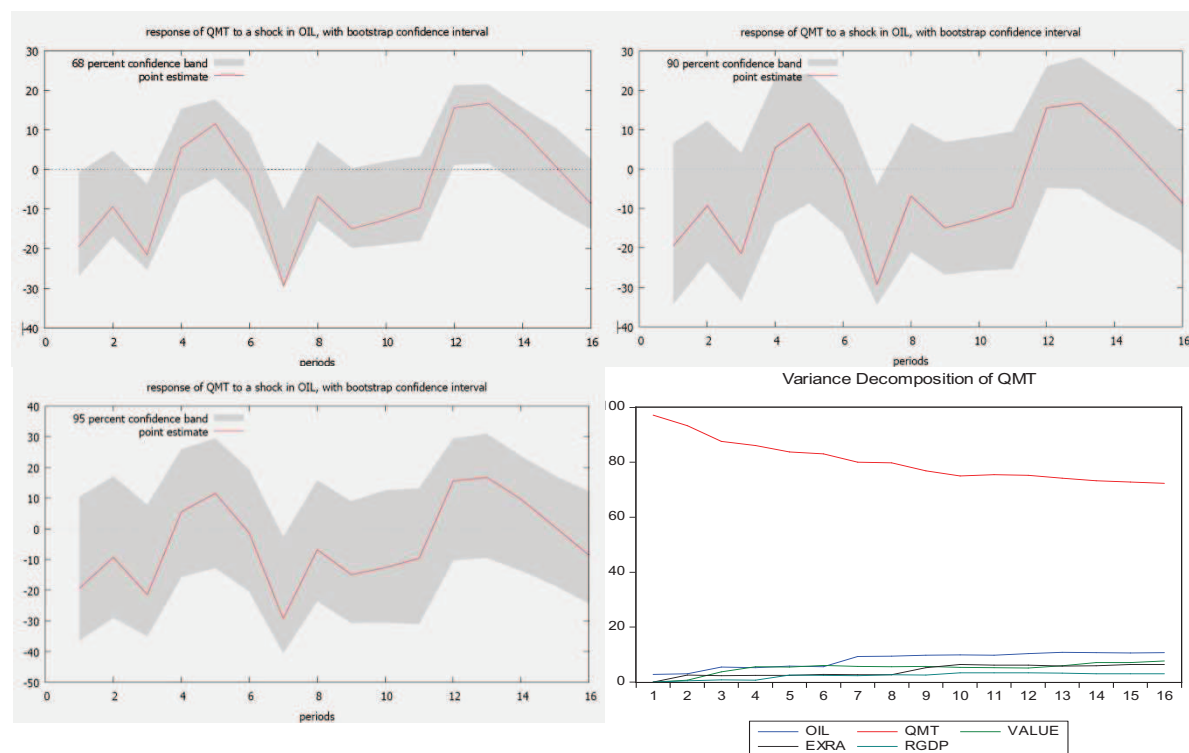 response of QMT to a shock in OIL, with bootstrap confidence interval
30
20
10
0
-10
-20
-30
-40
68 percent confidence band
point estimate
0 2 4 6 8 10 12 14 16
periods
response of QMT to a shock in OIL, with bootstrap confidence interval
30
20
10
0
-10
-20
-30
-40
90 percent confidence band
point estimate
0 2 4 6 8 10 12 14 16
periods
response of QMT to a shock in OIL, with bootstrap confidence interval
40
30
20
10
0
-10
-20
-30
-40
-50
95 percent confidence band
point estimate
0 2 4 6 8 10 12 14 16
periods
Variance Decomposition of QMT
100
80
60
40
20
0
1 2 3 4 5 6 7 8 9 10 11 12 13 14 15 16
OIL QMT VALUE
EXRA RGDP